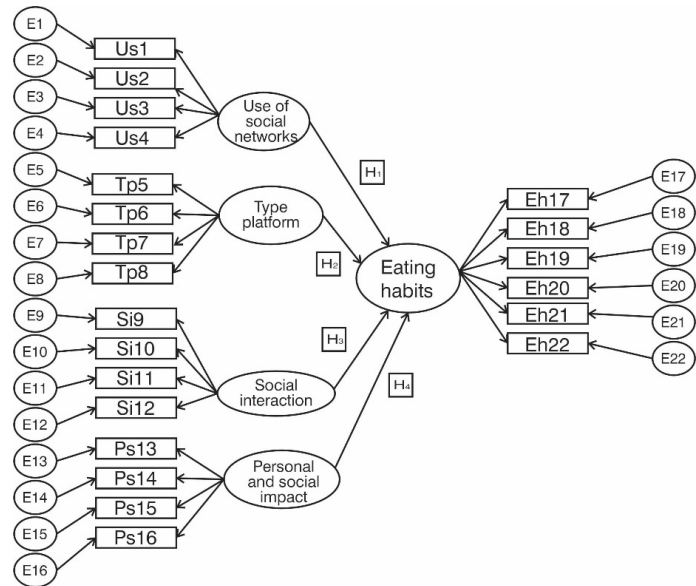 E1
Us1
E2
Us2
E3
Us3
E4
Us4
Use of
social
networks
H₁
E5
Tp5
E6
Tp6
E7
Tp7
E8
Tp8
Type
platform
H₂
E9
Si9
E10
Si10
E11
Si11
E12
Si12
Social
interaction
H₃
E13
Ps13
E14
Ps14
E15
Ps15
E16
Ps16
Personal
and social
impact
H₄
Eating
habits
Eh17
E17
Eh18
E18
Eh19
E19
Eh20
E20
Eh21
E21
Eh22
E22